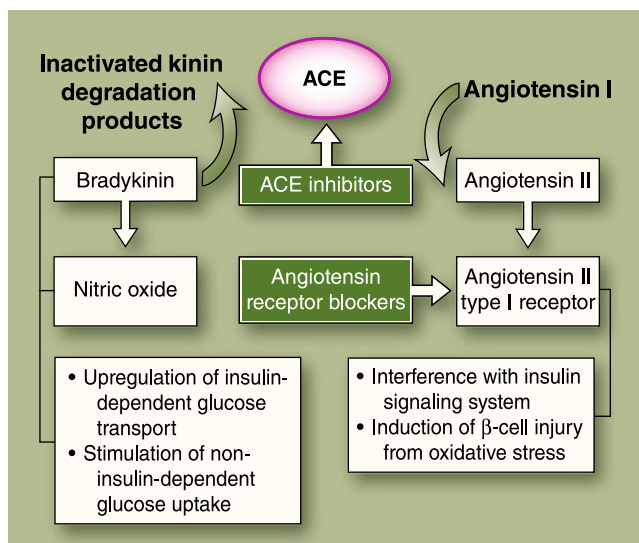 Inactivated kinin
degradation
products
ACE
Angiotensin I
Bradykinin
ACE inhibitors
Angiotensin II
Nitric oxide
Angiotensin
receptor blockers
Angiotensin II
type I receptor
• Upregulation of insulin-
dependent glucose
transport
• Stimulation of non-
insulin-dependent
glucose uptake
• Interference with insulin
signaling system
• Induction of β-cell injury
from oxidative stress